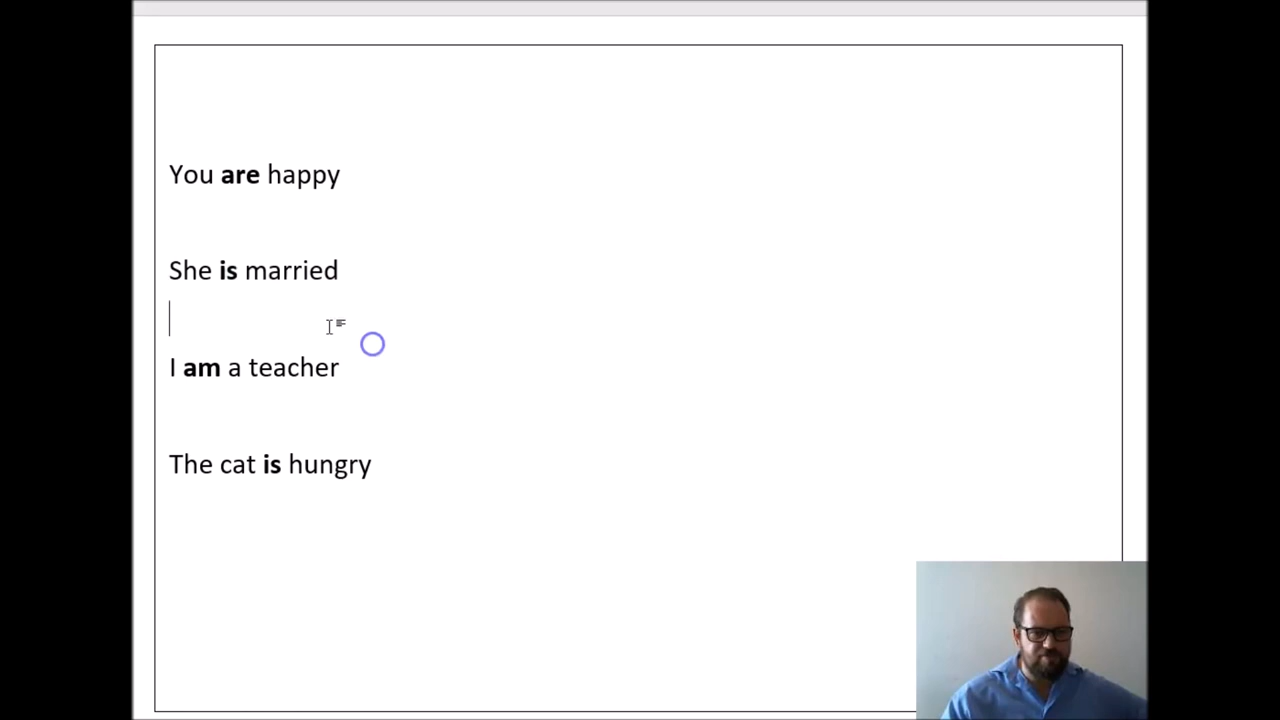 You are happy
She is married
I am a teacher
The cat is hungry